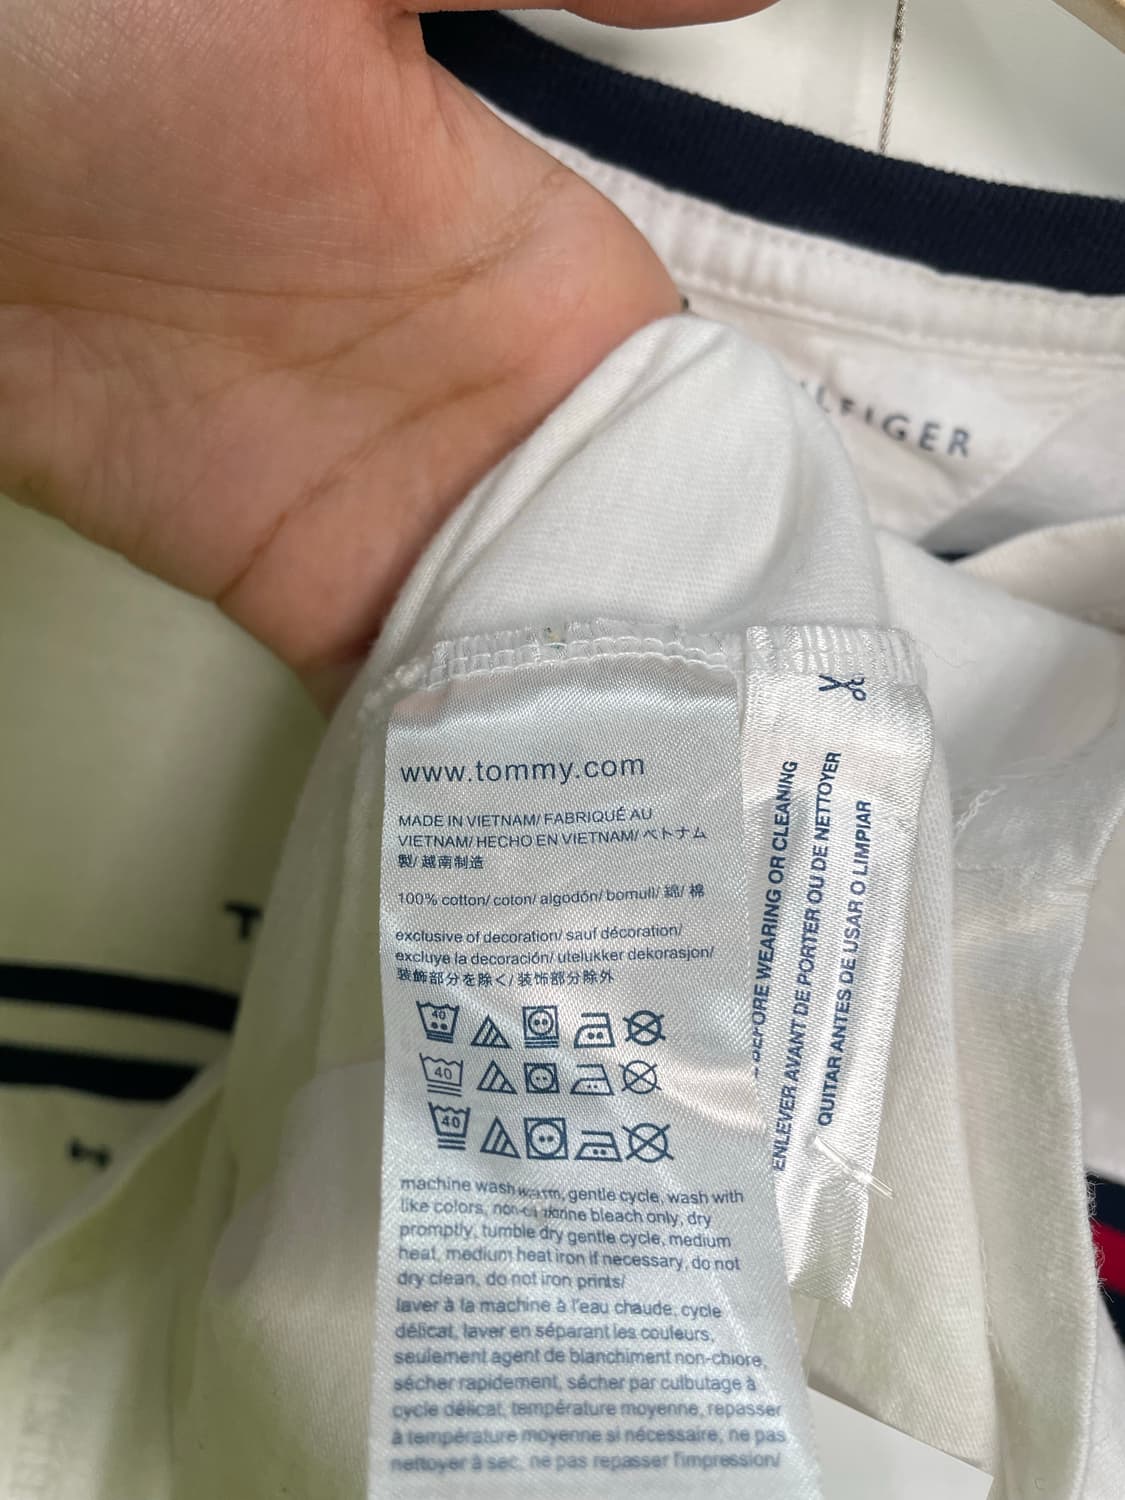 FIGER
www.tommy.com
MADE IN VIETNAM/ FABRIQUÉ AU
VIETNAM/ HECHO EN VIETNAM/ ベトナム
製/ 越南制造
100% cotton/ coton/ algodón/ bomull/ 綿/ 棉
exclusive of decoration/ sauf décoration/
excluye la decoración/ utelukker dekorasjon/
装飾部分を除く/ 装饰部分除外
40
40
40
machine wash warm, gentle cycle, wash with
like colors, bleach only, dry
promptly, tumble dry gentle cycle, medium
heat, medium heat iron if necessary, do not
dry clean, do not iron prints/
laver à la machine à l'eau chaude, cycle
délicat, laver en séparant les couleurs,
seulement agent de blanchiment non-chlore,
sécher rapidement, sécher par culbutage à
cycle délicat, température moyenne, repasser
à température moyenne si nécessaire, ne pas
nettoyer à sec, ne pas repasser l'impression/
BEFORE WEARING OR CLEANING
ENLEVER AVANT DE PORTER OU DE NETTOYER
QUITAR ANTES DE USAR O LIMPIAR
T
H